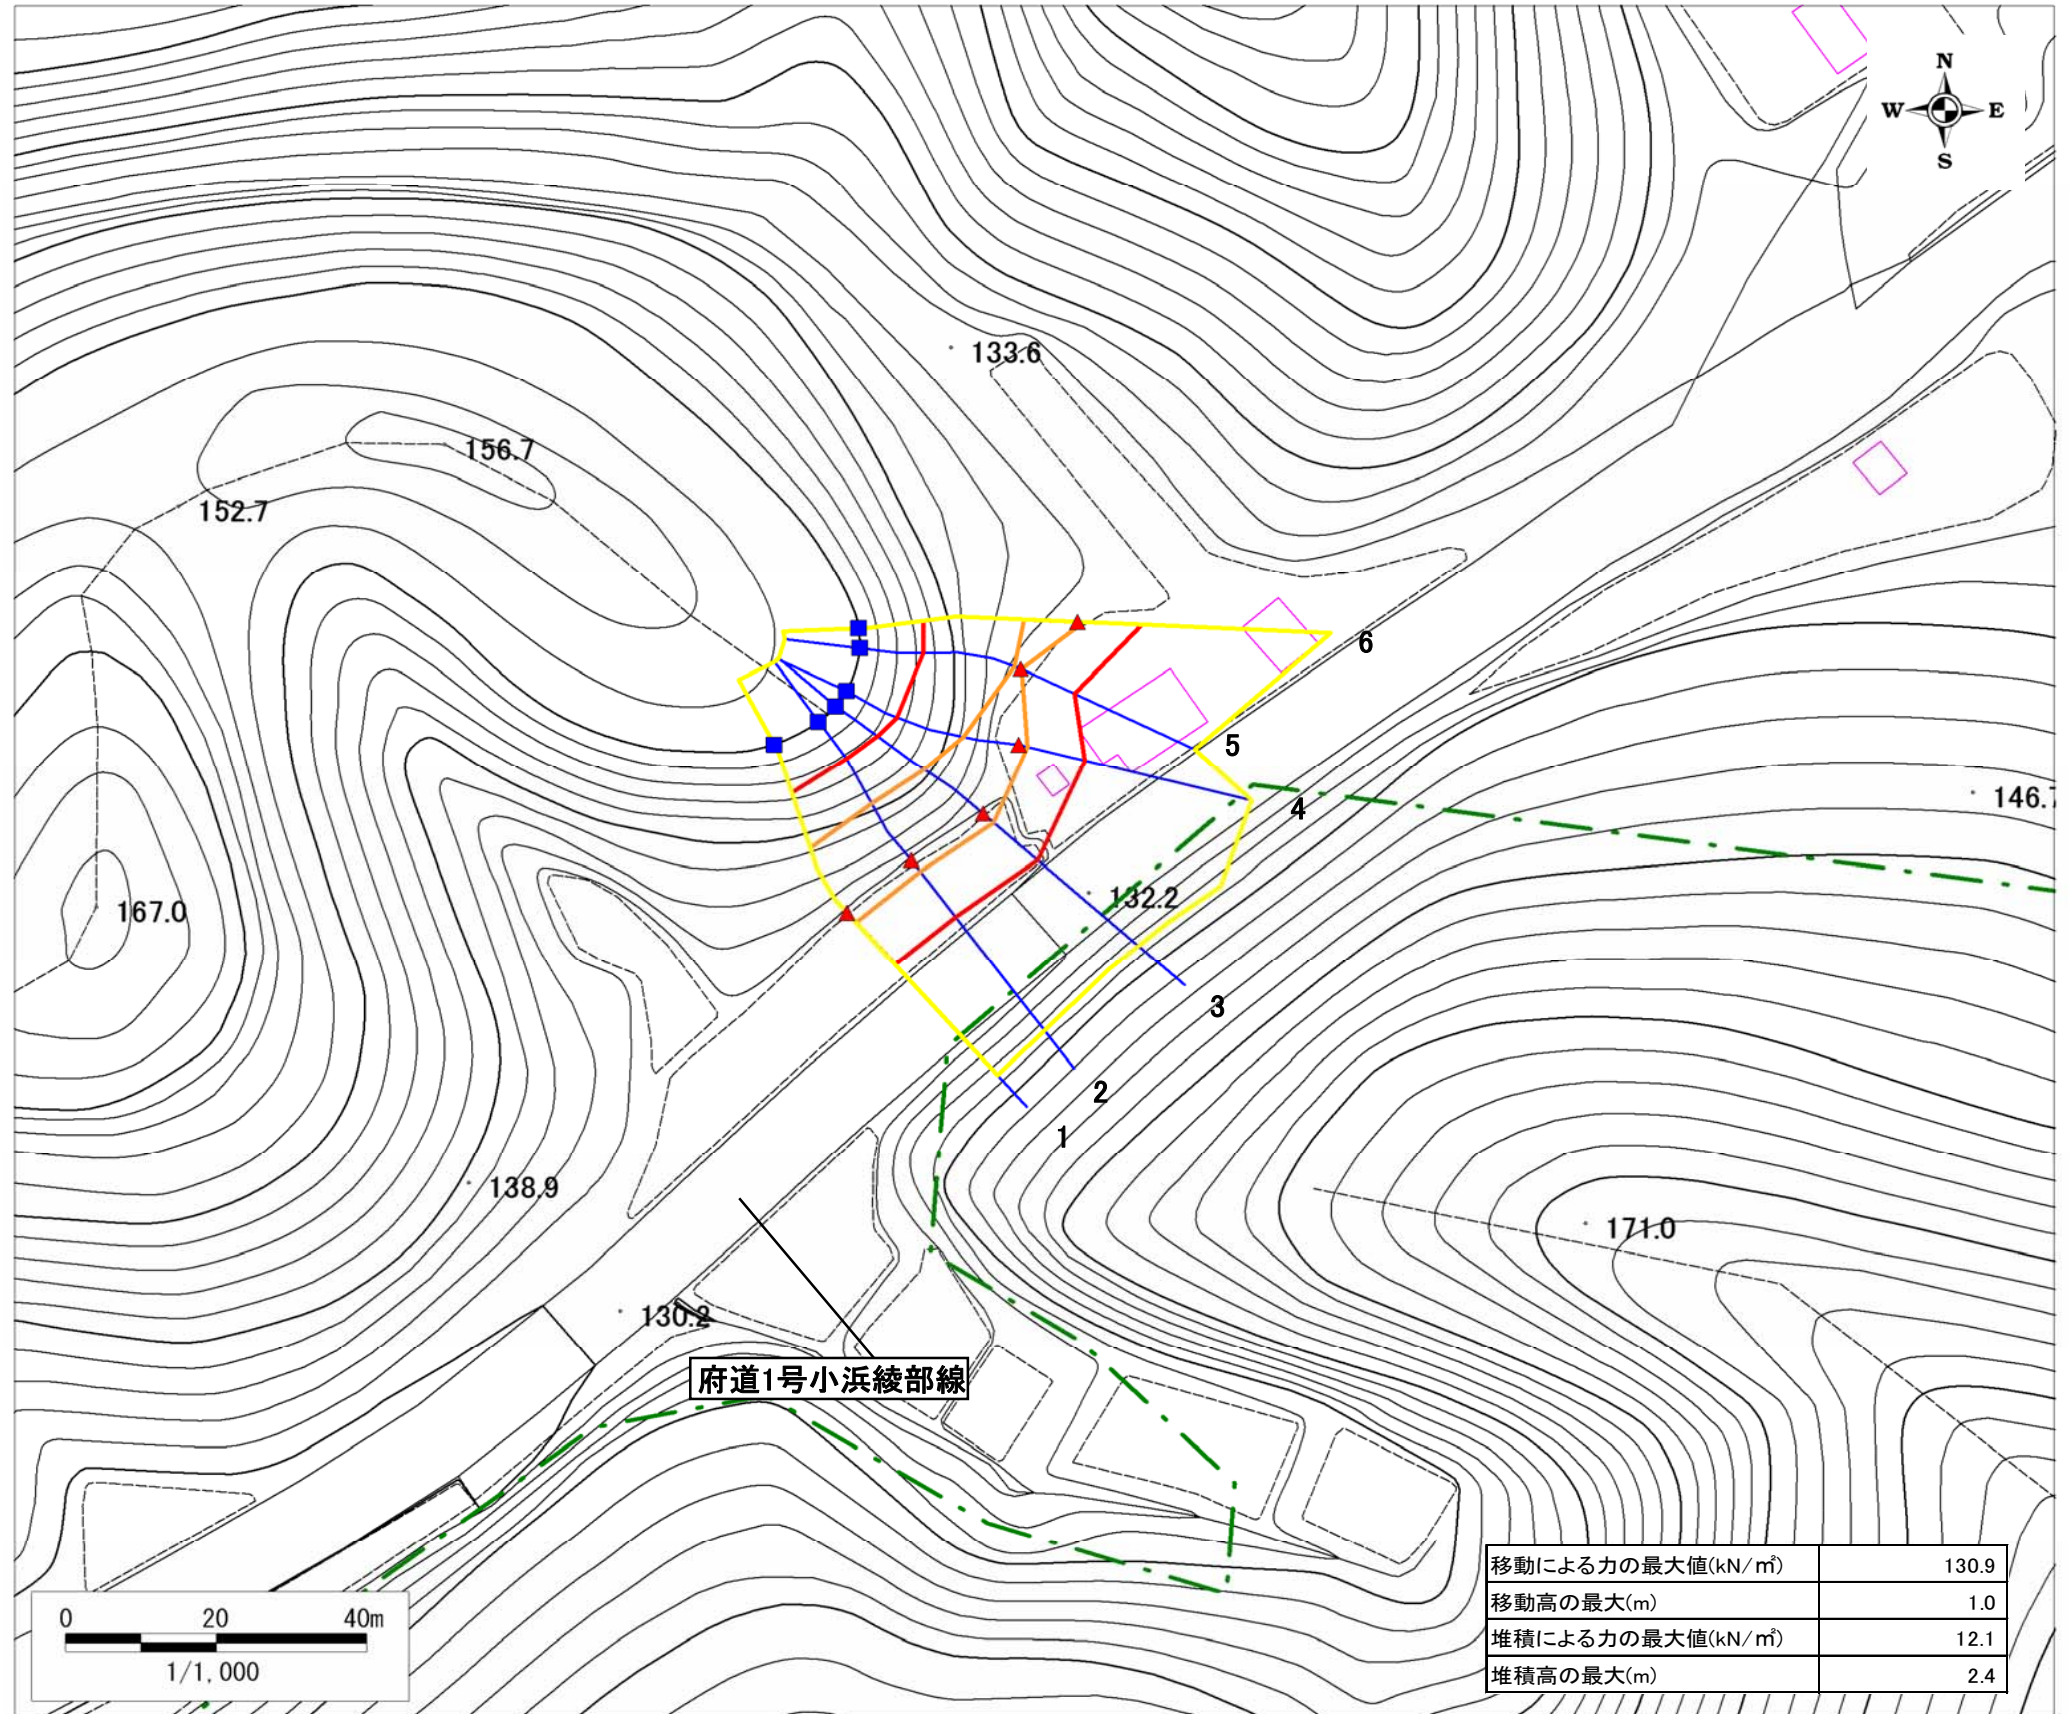 N
W E
S
133.6
156.7
152.7
6
5
4
146.7
132.2
167.0
3
2
1
138.9
171.0
130.2
府道1号小浜綾部線
移動による力の最大値(kN/㎡) 130.9
移動高の最大(m) 1.0
堆積による力の最大値(kN/㎡) 12.1
堆積高の最大(m) 2.4
0 20 40m
1/1,000